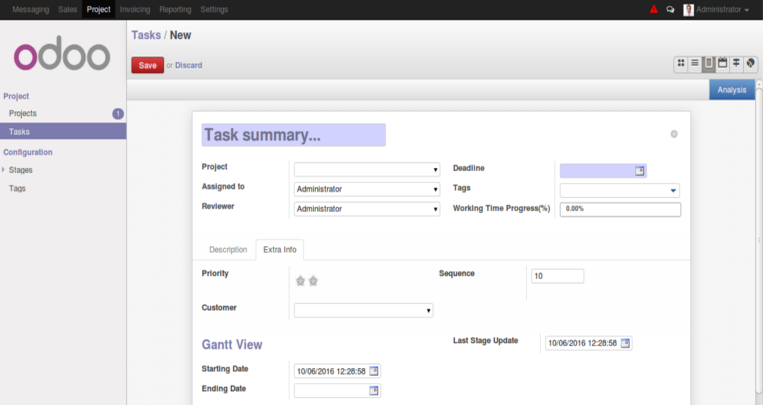 Messaging Sales Project Invoicing Reporting Settings Administrator
odoo
Tasks / New
Save or Discard
Analysis
Project
Projects 1
Tasks
Configuration
Stages
Tags
Task summary...
Project
Deadline
Assigned to Administrator
Tags
Reviewer Administrator
Working Time Progress(%) 0.00%
Description Extra Info
Priority
Sequence 10
Customer
Gantt View
Last Stage Update 10/06/2016 12:28:58
Starting Date 10/06/2016 12:28:58
Ending Date